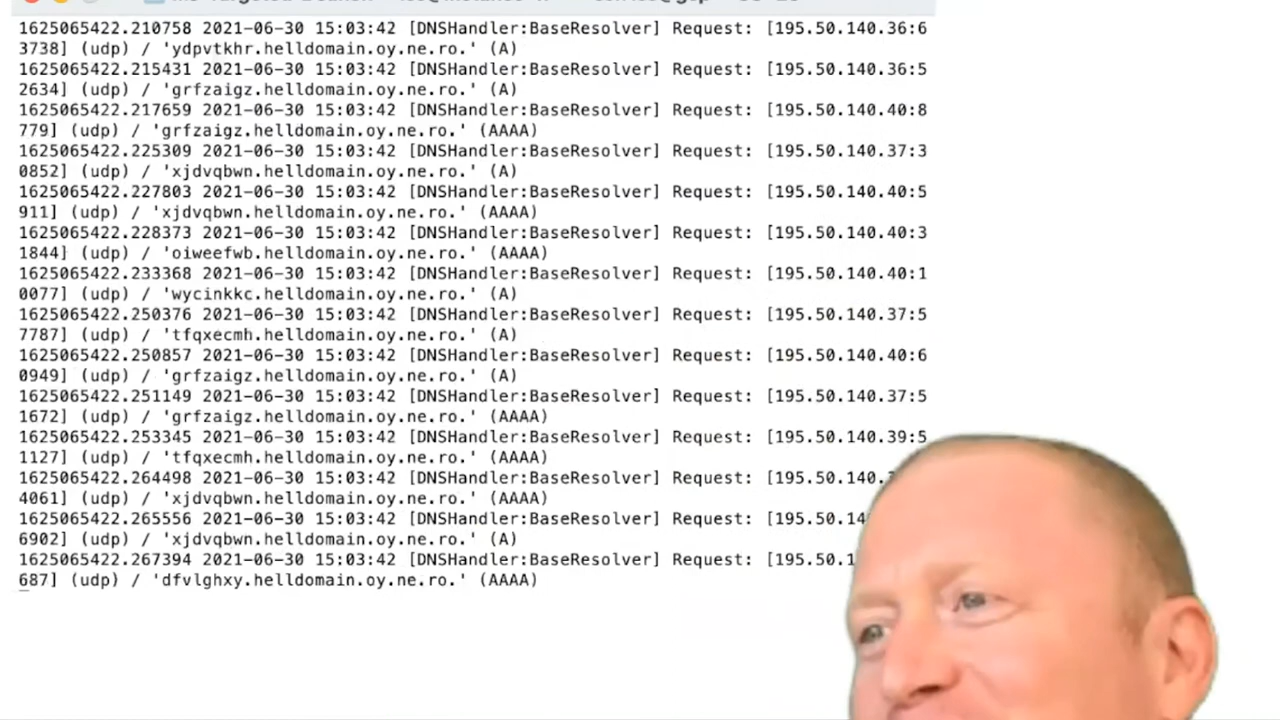 1625065422.210758 2021-06-30 15:03:42 [DNSHandler:BaseResolver] Request: [195.50.140.36:6
3738] (udp) / 'ydpvtkhr.helldomain.oy.ne.ro.' (A)
1625065422.215431 2021-06-30 15:03:42 [DNSHandler:BaseResolver] Request: [195.50.140.36:5
2634] (udp) / 'grfzaigz.helldomain.oy.ne.ro.' (A)
1625065422.217659 2021-06-30 15:03:42 [DNSHandler:BaseResolver] Request: [195.50.140.40:8
779] (udp) / 'grfzaigz.helldomain.oy.ne.ro.' (AAAA)
1625065422.225309 2021-06-30 15:03:42 [DNSHandler:BaseResolver] Request: [195.50.140.37:3
0852] (udp) / 'xjdvqbwn.helldomain.oy.ne.ro.' (A)
1625065422.227803 2021-06-30 15:03:42 [DNSHandler:BaseResolver] Request: [195.50.140.40:5
911] (udp) / 'xjdvqbwn.helldomain.oy.ne.ro.' (AAAA)
1625065422.228373 2021-06-30 15:03:42 [DNSHandler:BaseResolver] Request: [195.50.140.40:3
1844] (udp) / 'oiweefwb.helldomain.oy.ne.ro.' (AAAA)
1625065422.233368 2021-06-30 15:03:42 [DNSHandler:BaseResolver] Request: [195.50.140.40:1
0077] (udp) / 'wycinkkc.helldomain.oy.ne.ro.' (A)
1625065422.250376 2021-06-30 15:03:42 [DNSHandler:BaseResolver] Request: [195.50.140.37:5
7787] (udp) / 'tfqxecmh.helldomain.oy.ne.ro.' (A)
1625065422.250857 2021-06-30 15:03:42 [DNSHandler:BaseResolver] Request: [195.50.140.40:6
0949] (udp) / 'grfzaigz.helldomain.oy.ne.ro.' (A)
1625065422.251149 2021-06-30 15:03:42 [DNSHandler:BaseResolver] Request: [195.50.140.37:5
1672] (udp) / 'grfzaigz.helldomain.oy.ne.ro.' (AAAA)
1625065422.253345 2021-06-30 15:03:42 [DNSHandler:BaseResolver] Request: [195.50.140.39:5
1127] (udp) / 'tfqxecmh.helldomain.oy.ne.ro.' (AAAA)
1625065422.264498 2021-06-30 15:03:42 [DNSHandler:BaseResolver] Request: [195.50.140.
4061] (udp) / 'xjdvqbwn.helldomain.oy.ne.ro.' (AAAA)
1625065422.265556 2021-06-30 15:03:42 [DNSHandler:BaseResolver] Request: [195.50.14
6902] (udp) / 'xjdvqbwn.helldomain.oy.ne.ro.' (A)
1625065422.267394 2021-06-30 15:03:42 [DNSHandler:BaseResolver] Request: [195.50.1
687] (udp) / 'dfvlghxy.helldomain.oy.ne.ro.' (AAAA)